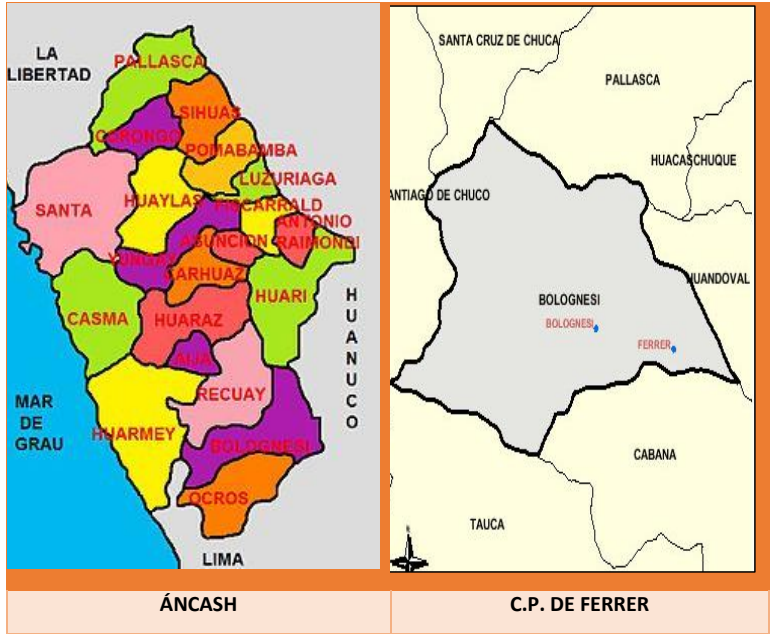 LA
LIBERTAD
PALLASCA
SIHUAS
CORONGO
POMABAMBA
LUZURIAGA
HUAYLAS
FISCARRALD
SANTA
ANTONIO
RAIMONDI
ASUNCION
YUNGAY
CARHUAZ
HUARI
CASMA
HUARAZ
HUANUCO
AIJA
RECUAY
MAR
DE
GRAU
HUARMEY
BOLOGNESI
OCROS
LIMA
ÁNCASH
SANTA CRUZ DE CHUCA
PALLASCA
HUACASCHUQUE
ANTIAGO DE CHUCO
HUANDOVAL
BOLOGNESI
BOLOGNESI
FERRER
CABANA
TAUCA
C.P. DE FERRER